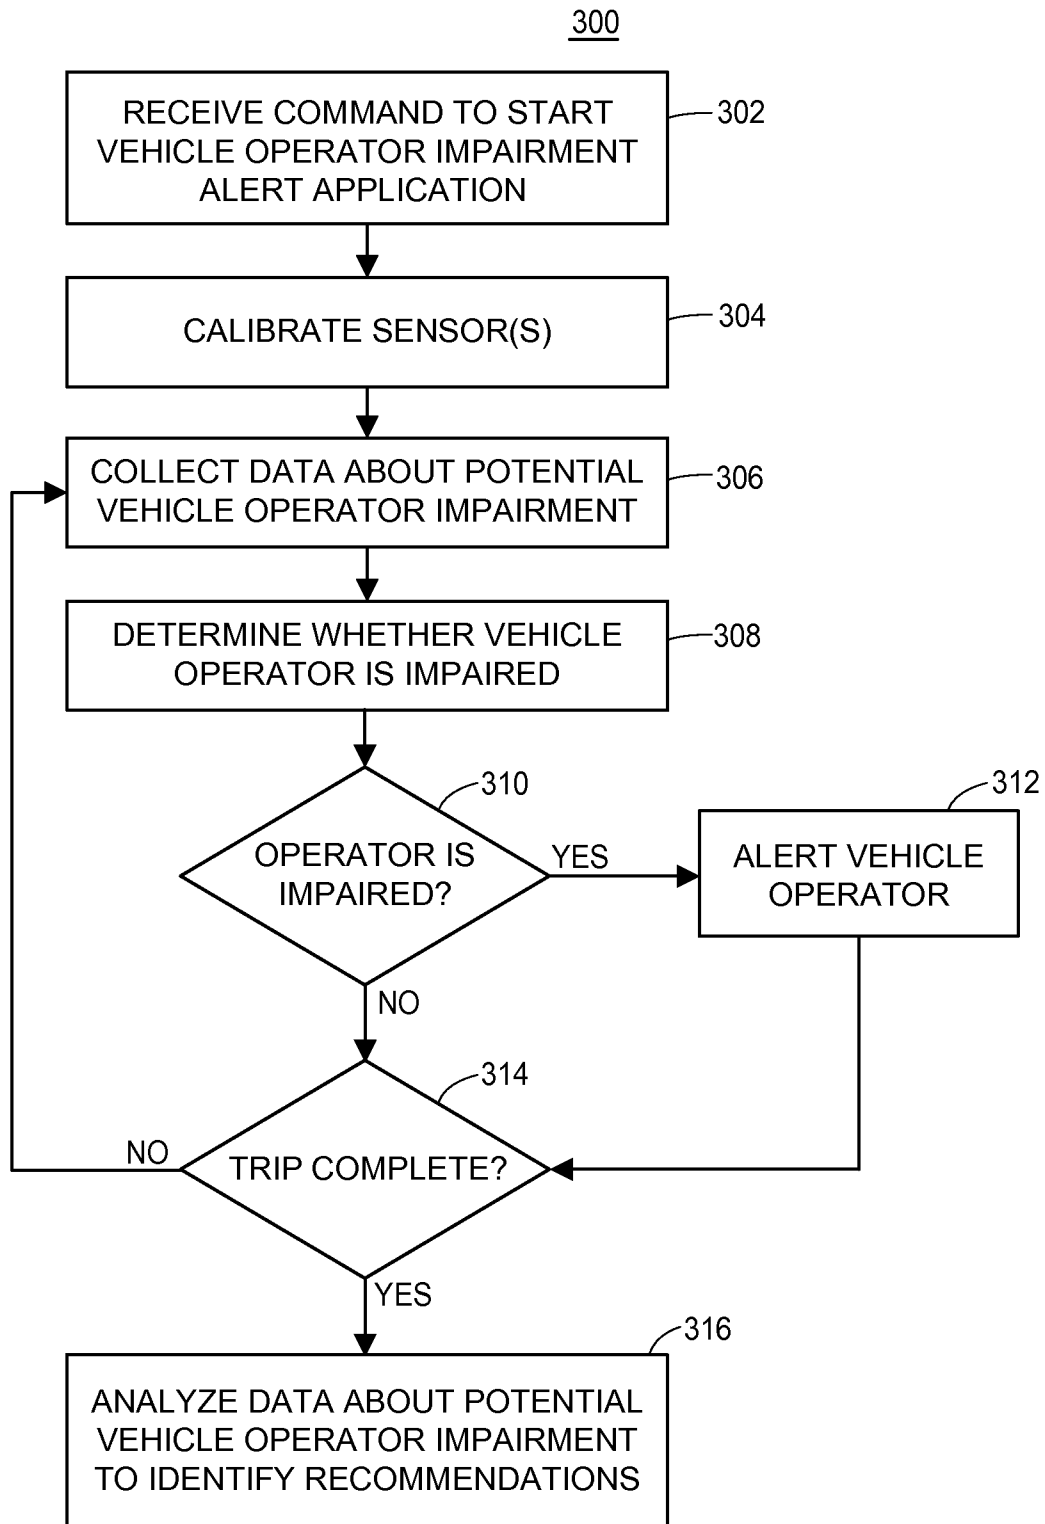 300
RECEIVE COMMAND TO START
VEHICLE OPERATOR IMPAIRMENT
ALERT APPLICATION
302
CALIBRATE SENSOR(S)
304
COLLECT DATA ABOUT POTENTIAL
VEHICLE OPERATOR IMPAIRMENT
306
DETERMINE WHETHER VEHICLE
OPERATOR IS IMPAIRED
308
310
OPERATOR IS
IMPAIRED?
YES
312
ALERT VEHICLE
OPERATOR
NO
314
TRIP COMPLETE?
NO
YES
316
ANALYZE DATA ABOUT POTENTIAL
VEHICLE OPERATOR IMPAIRMENT
TO IDENTIFY RECOMMENDATIONS